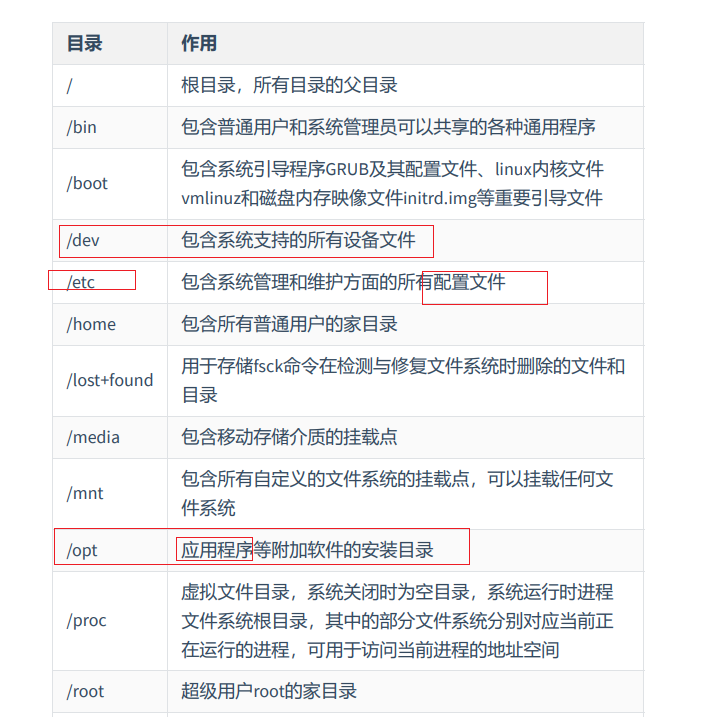 目录 作用
/ 根目录，所有目录的父目录
/bin 包含普通用户和系统管理员可以共享的各种通用程序
/boot 包含系统引导程序GRUB及其配置文件、linux内核文件
vmlinuz和磁盘内存映像文件initrd.img等重要引导文件
/dev 包含系统支持的所有设备文件
/etc 包含系统管理和维护方面的所有配置文件
/home 包含所有普通用户的家目录
/lost+found 用于存储fsck命令在检测与修复文件系统时删除的文件和
目录
/media 包含移动存储介质的挂载点
/mnt 包含所有自定义的文件系统的挂载点，可以挂载任何文
件系统
/opt 应用程序等附加软件的安装目录
/proc 虚拟文件目录，系统关闭时为空目录，系统运行时进程
文件系统根目录，其中的部分文件系统分别对应当前正
在运行的进程，可用于访问当前进程的地址空间
/root 超级用户root的家目录